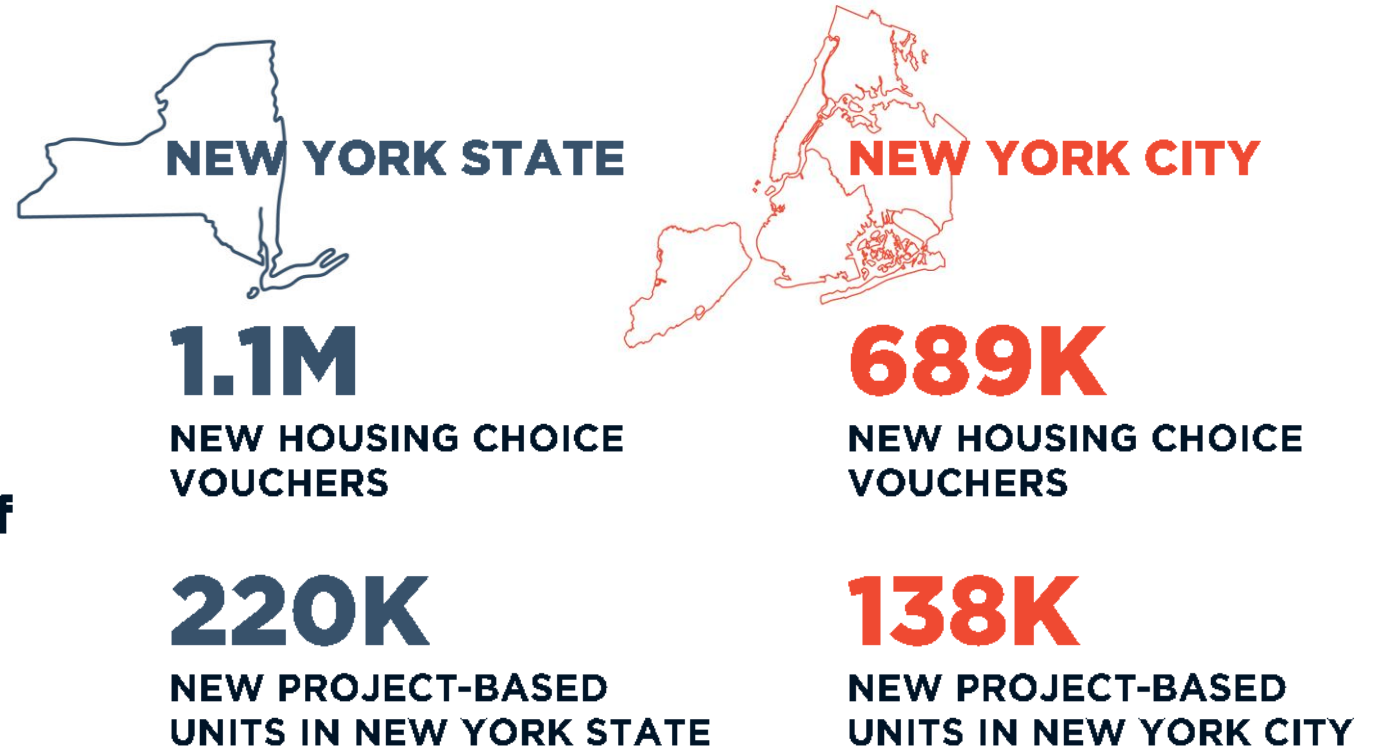 NEW YORK STATE
1.1M
NEW HOUSING CHOICE
VOUCHERS
220K
NEW PROJECT-BASED
UNITS IN NEW YORK STATE
NEW YORK CITY
689K
NEW HOUSING CHOICE
VOUCHERS
138K
NEW PROJECT-BASED
UNITS IN NEW YORK CITY